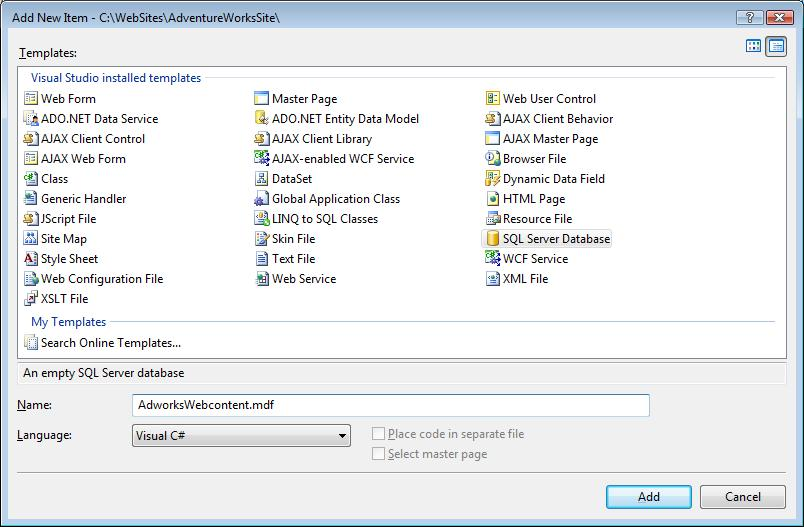 Add New Item - C:\WebSites\AdventureWorksSite\
Templates:
Visual Studio installed templates
Web Form Master Page Web User Control
ADO.NET Data Service ADO.NET Entity Data Model AJAX Client Behavior
AJAX Client Control AJAX Client Library AJAX Master Page
AJAX Web Form AJAX-enabled WCF Service Browser File
Class DataSet Dynamic Data Field
Generic Handler Global Application Class HTML Page
JScript File LINQ to SQL Classes Resource File
Site Map Skin File SQL Server Database
Style Sheet Text File WCF Service
Web Configuration File Web Service XML File
XSLT File
My Templates
Search Online Templates...
An empty SQL Server database
Name: AdworksWebcontent.mdf
Language: Visual C# Place code in separate file
Select master page
Add Cancel